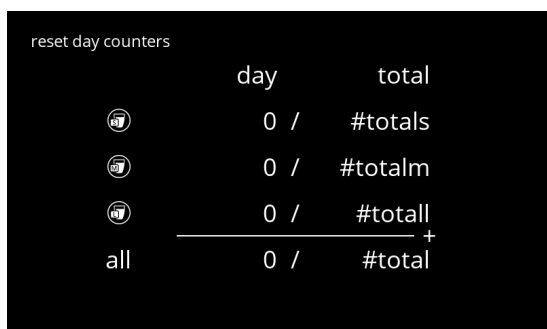 reset day counters
day total
S 0 / #totals
M 0 / #totalm
L 0 / #totall
+
all 0 / #total